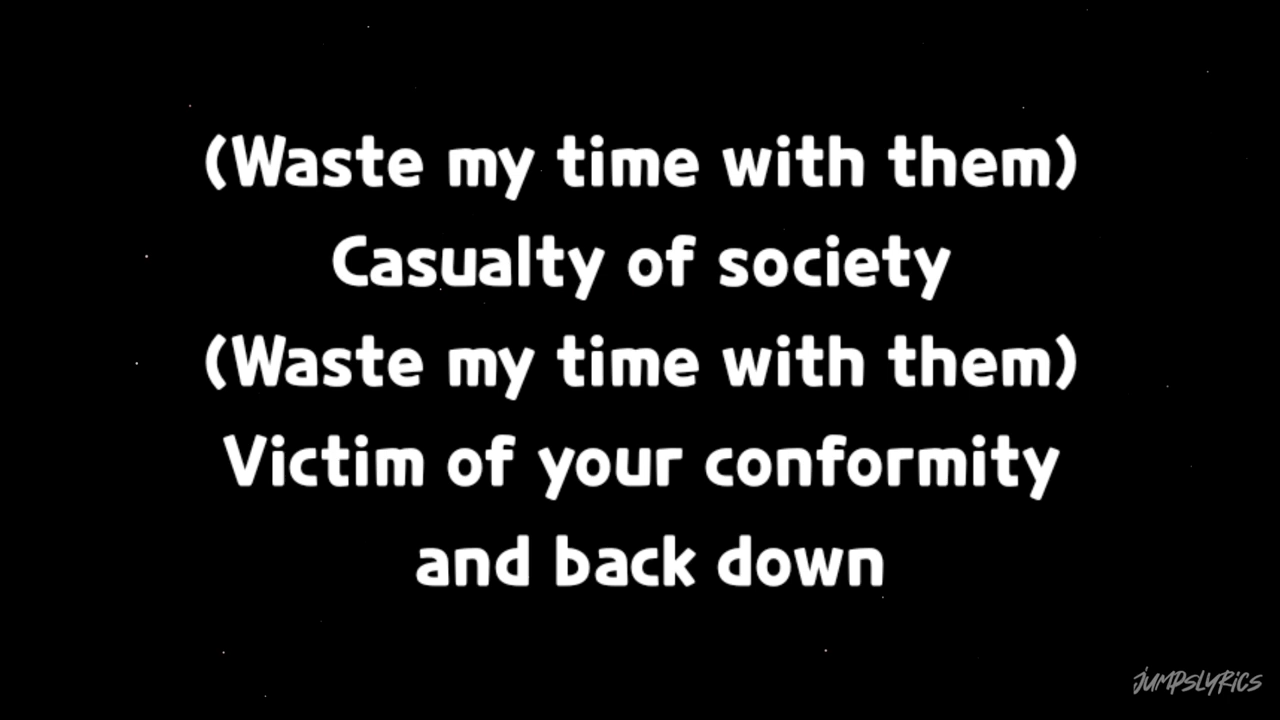 (Waste my time with them)
Casualty of society
(Waste my time with them)
Victim of your conformity
and back down
JUMPSLYRiCS